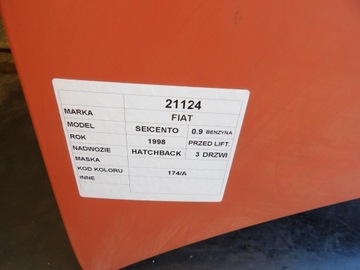 21124
MARKA FIAT
MODEL SEICENTO 0.9 BENZYNA
ROK 1998 PRZED LIFT.
NADWOZIE HATCHBACK 3 DRZWI
MASKA
KOD KOLORU 174/A
INNE